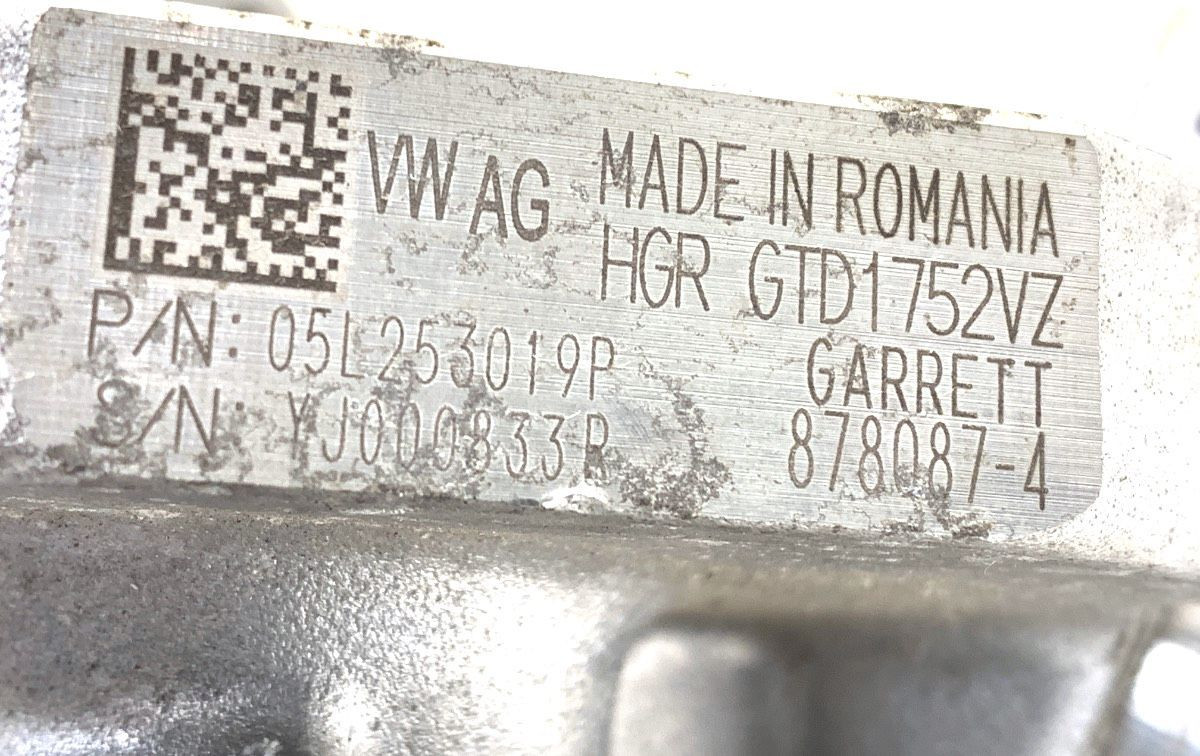 VW AG MADE IN ROMANIA
HGR GTD1752VZ
P/N: 05L253019P GARRETT
S/N: YJ000833R 878087-4